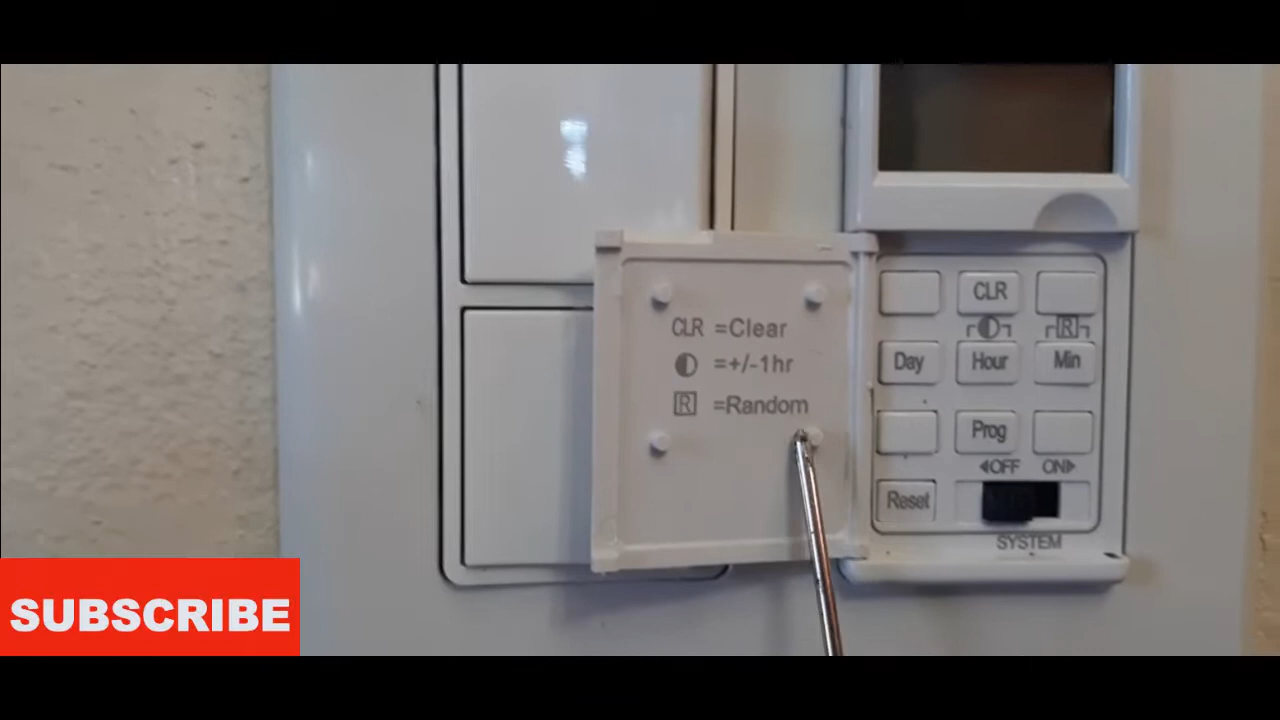 CLR =Clear
◐ =+/-1hr
R =Random
CLR
◐ R
Day Hour Min
Prog
◀OFF ON▶
Reset
SYSTEM
SUBSCRIBE